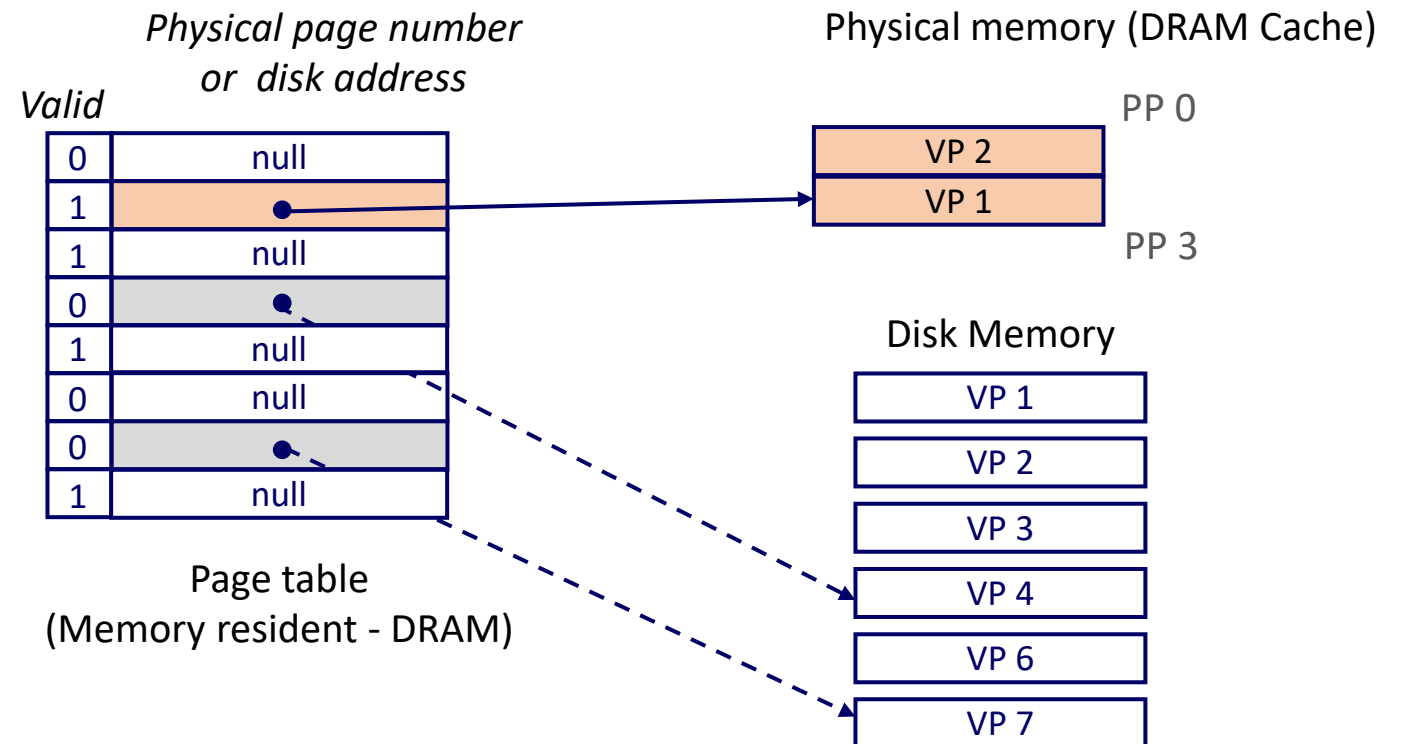 Physical page number
or disk address
Valid
0 null
1
1 null
0
1 null
0 null
0
1 null
Page table
(Memory resident - DRAM)
Physical memory (DRAM Cache)
PP 0
VP 2
VP 1
PP 3
Disk Memory
VP 1
VP 2
VP 3
VP 4
VP 6
VP 7